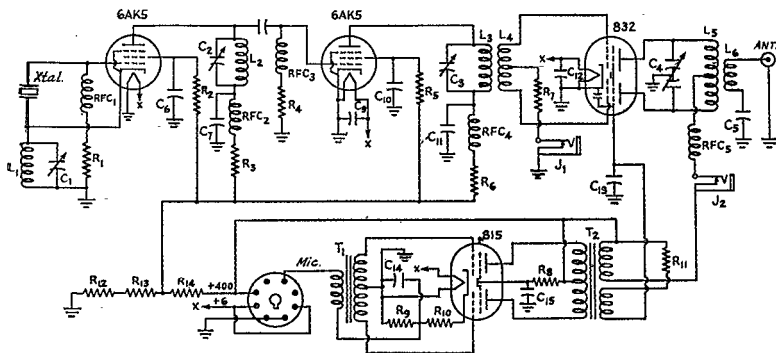 6AK5
6AK5
832
ANT.
Xtal.
RFC1
R1
L1
C1
C6
R2
C2
L2
C7
RFC2
R3
RFC3
R4
X
C9
X
C10
R5
C3
L3
L4
C11
RFC4
R6
X
C12
R7
J1
C13
C4
L5
L6
C5
RFC5
J2
R12
R13
R14
+400
X
+6
Mic.
T1
X
C14
R9
R10
815
R8
C15
T2
R11